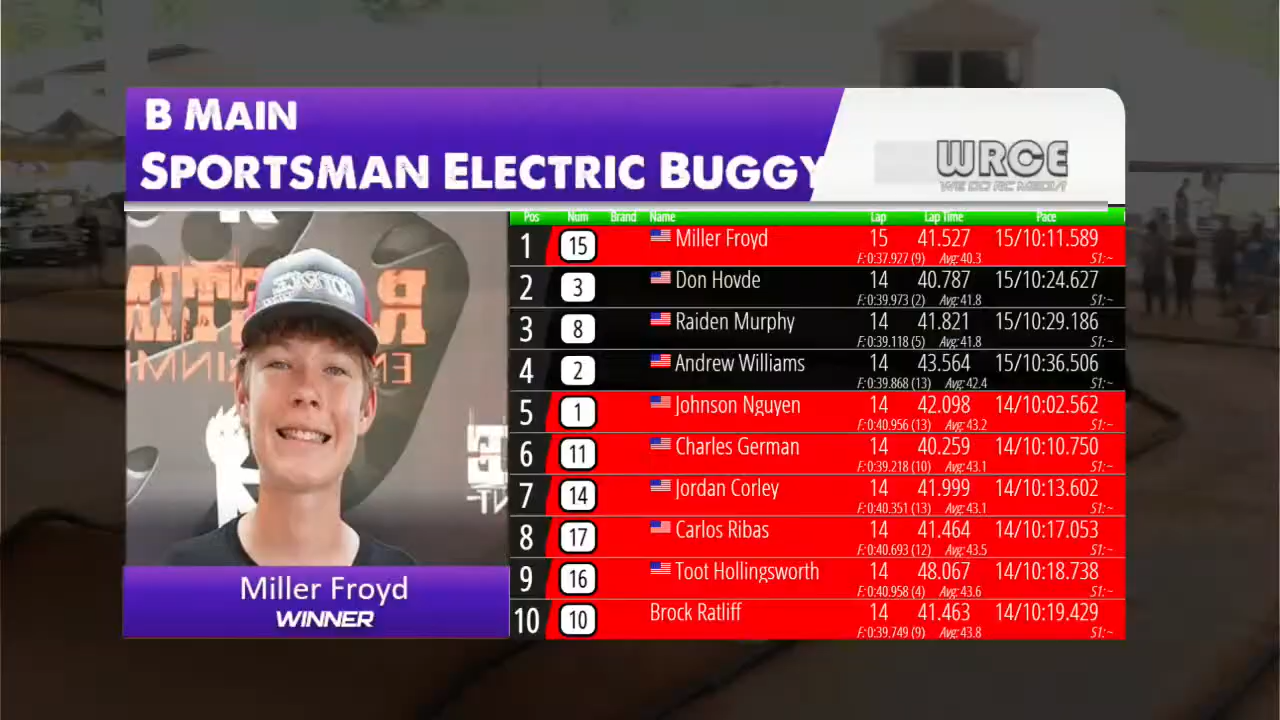 B MAIN
SPORTSMAN ELECTRIC BUGGY
WRCE
WE DO RC MEDIA!
Pos Num Brand Name Lap Lap Time Pace
1 15 Miller Froyd 15 41.527 15/10:11.589
F:0:37.927 (9) Avg:40.3 S1:~
2 3 Don Hovde 14 40.787 15/10:24.627
F:0:39.973 (2) Avg:41.8 S1:~
3 8 Raiden Murphy 14 41.821 15/10:29.186
F:0:39.118 (5) Avg:41.8 S1:~
4 2 Andrew Williams 14 43.564 15/10:36.506
F:0:39.868 (13) Avg:42.4 S1:~
5 1 Johnson Nguyen 14 42.098 14/10:02.562
F:0:40.956 (13) Avg:43.2 S1:~
6 11 Charles German 14 40.259 14/10:10.750
F:0:39.218 (10) Avg:43.1 S1:~
7 14 Jordan Corley 14 41.999 14/10:13.602
F:0:40.351 (13) Avg:43.1 S1:~
8 17 Carlos Ribas 14 41.464 14/10:17.053
F:0:40.693 (12) Avg:43.5 S1:~
9 16 Toot Hollingsworth 14 48.067 14/10:18.738
F:0:40.958 (4) Avg:43.6 S1:~
10 10 Brock Ratliff 14 41.463 14/10:19.429
F:0:39.749 (9) Avg:43.8 S1:~
Miller Froyd
WINNER